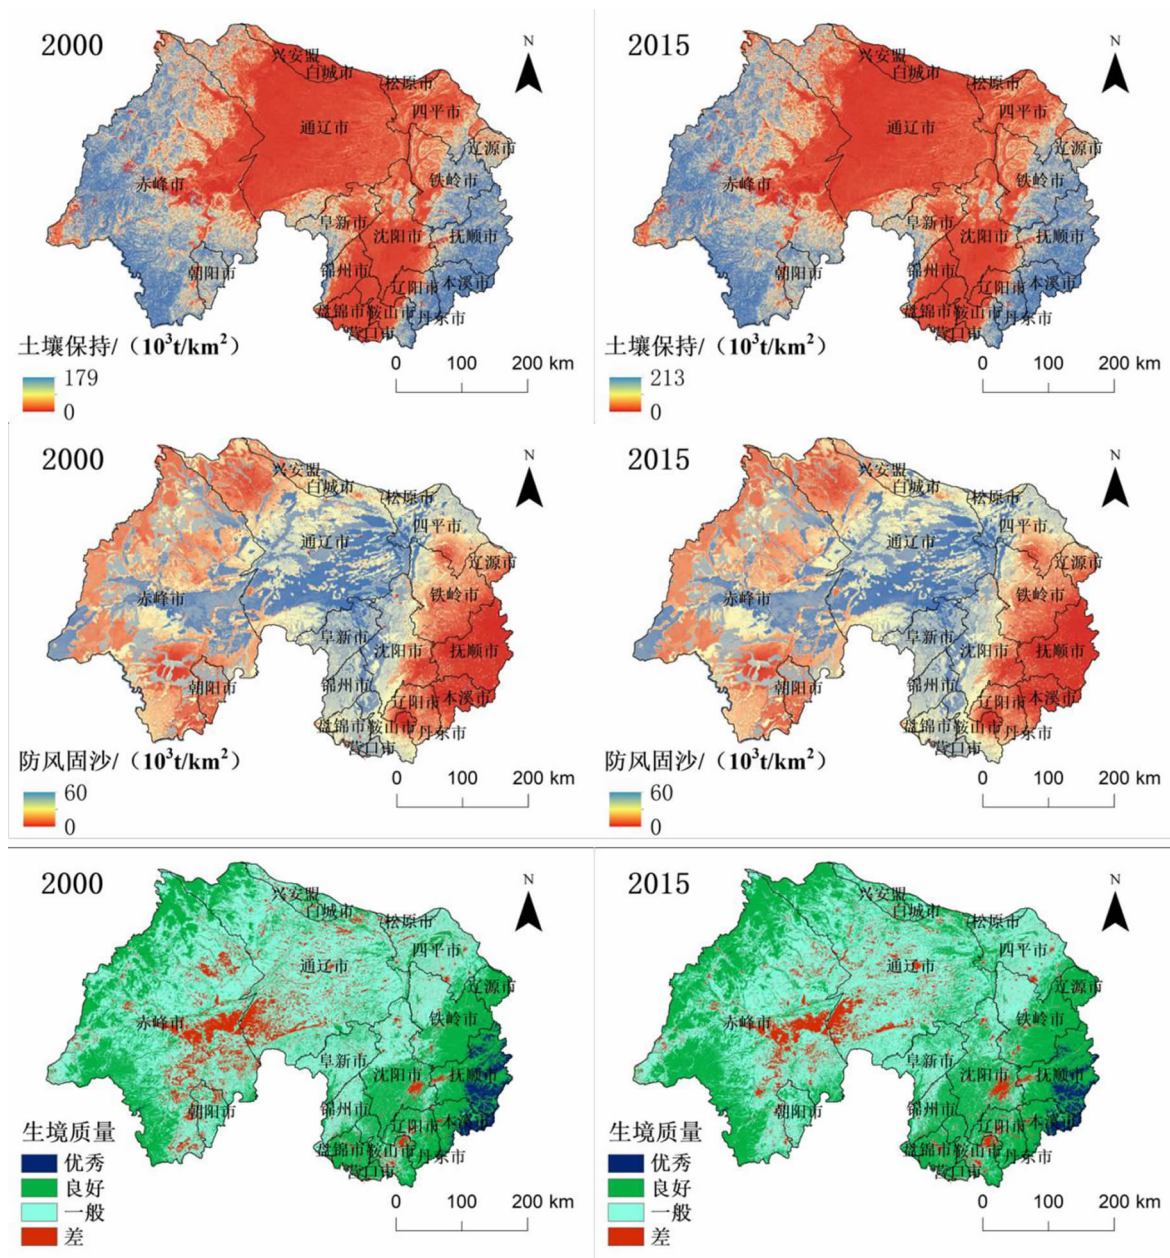 2000
N
兴安盟
白城市
松原市
四平市
通辽市
辽源市
赤峰市
铁岭市
阜新市
沈阳市
抚顺市
朝阳市
锦州市
辽阳市
本溪市
盘锦市
鞍山市
丹东市
营口市
土壤保持/（10³t/km²）
179
0
0 100 200 km
2015
N
兴安盟
白城市
松原市
四平市
通辽市
辽源市
赤峰市
铁岭市
阜新市
沈阳市
抚顺市
朝阳市
锦州市
辽阳市
本溪市
盘锦市
鞍山市
丹东市
营口市
土壤保持/（10³t/km²）
213
0
0 100 200 km
2000
N
兴安盟
白城市
松原市
四平市
通辽市
辽源市
赤峰市
铁岭市
阜新市
沈阳市
抚顺市
朝阳市
锦州市
辽阳市
本溪市
盘锦市
鞍山市
丹东市
营口市
防风固沙/（10³t/km²）
60
0
0 100 200 km
2015
N
兴安盟
白城市
松原市
四平市
通辽市
辽源市
赤峰市
铁岭市
阜新市
沈阳市
抚顺市
朝阳市
锦州市
辽阳市
本溪市
盘锦市
鞍山市
丹东市
营口市
防风固沙/（10³t/km²）
60
0
0 100 200 km
2000
N
兴安盟
白城市
松原市
四平市
通辽市
辽源市
赤峰市
铁岭市
阜新市
沈阳市
抚顺市
朝阳市
锦州市
辽阳市
本溪市
盘锦市
鞍山市
丹东市
营口市
生境质量
优秀
良好
一般
差
0 100 200 km
2015
N
兴安盟
白城市
松原市
四平市
通辽市
辽源市
赤峰市
铁岭市
阜新市
沈阳市
抚顺市
朝阳市
锦州市
辽阳市
本溪市
盘锦市
鞍山市
丹东市
营口市
生境质量
优秀
良好
一般
差
0 100 200 km